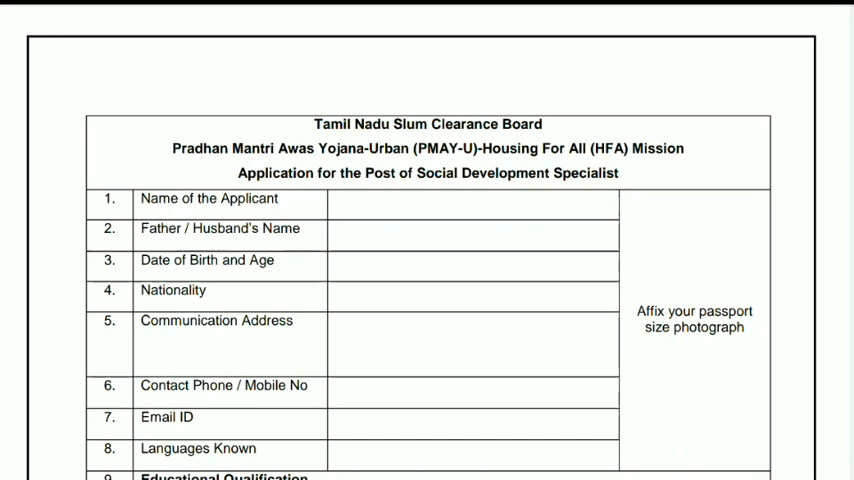 Tamil Nadu Slum Clearance Board
Pradhan Mantri Awas Yojana-Urban (PMAY-U)-Housing For All (HFA) Mission
Application for the Post of Social Development Specialist
1. Name of the Applicant
2. Father / Husband's Name
3. Date of Birth and Age
4. Nationality
5. Communication Address
Affix your passport
size photograph
6. Contact Phone / Mobile No
7. Email ID
8. Languages Known
9. Educational Qualification